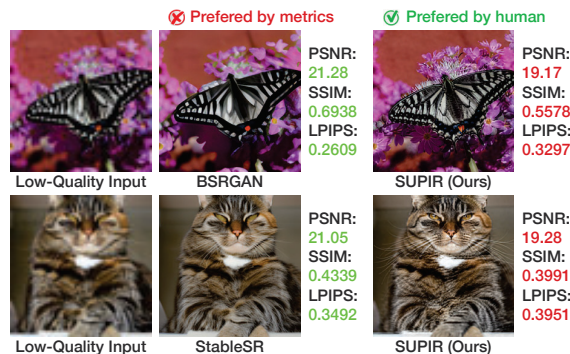 Prefered by metrics
Prefered by human
PSNR:
21.28
SSIM:
0.6938
LPIPS:
0.2609
PSNR:
19.17
SSIM:
0.5578
LPIPS:
0.3297
Low-Quality Input
BSRGAN
SUPIR (Ours)
PSNR:
21.05
SSIM:
0.4339
LPIPS:
0.3492
PSNR:
19.28
SSIM:
0.3991
LPIPS:
0.3951
Low-Quality Input
StableSR
SUPIR (Ours)